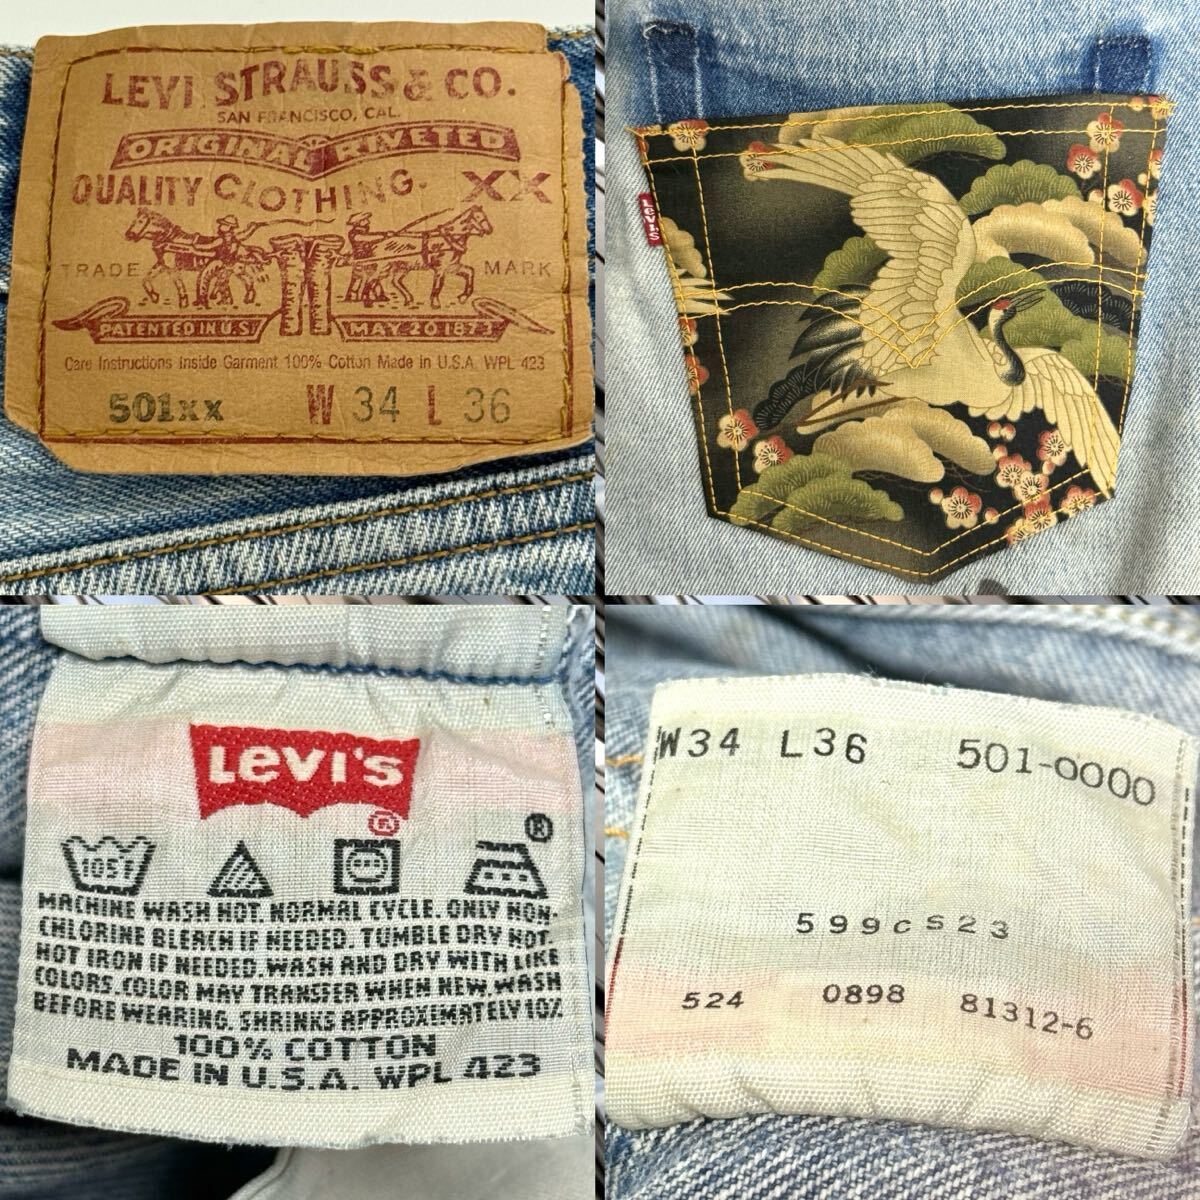 LEVI STRAUSS & CO.
SAN FRANCISCO, CAL.
ORIGINAL RIVETED
QUALITY CLOTHING. XX
TRADE MARK
PATENTED IN U.S. MAY 20 1873
Care Instructions Inside Garment 100% Cotton Made in U.S.A. WPL 423
501xx W 34 L 36
Levi's
Levi's
®
®
105F
MACHINE WASH HOT. NORMAL CYCLE. ONLY NON-
CHLORINE BLEACH IF NEEDED. TUMBLE DRY HOT.
HOT IRON IF NEEDED. WASH AND DRY WITH LIKE
COLORS. COLOR MAY TRANSFER WHEN NEW. WASH
BEFORE WEARING. SHRINKS APPROXIMATELY 10%
100% COTTON
MADE IN U.S.A. WPL 423
W34 L36 501-0000
599cs23
524 0898 81312-6